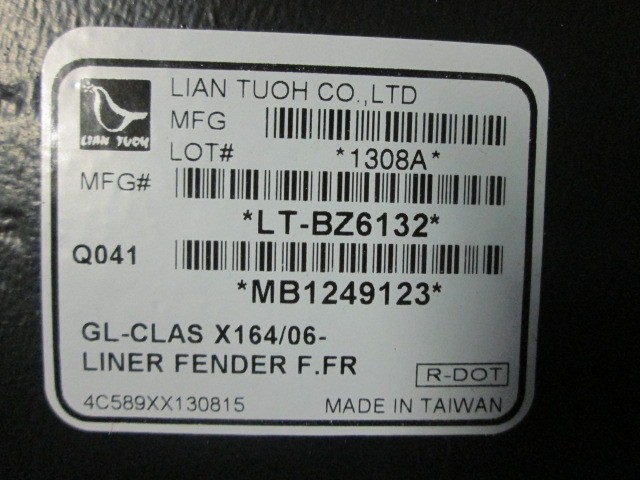 LIAN TUOH
LIAN TUOH CO.,LTD
MFG
LOT# *1308A*
MFG#
*LT-BZ6132*
Q041
*MB1249123*
GL-CLAS X164/06-
LINER FENDER F.FR
R-DOT
4C589XX130815 MADE IN TAIWAN